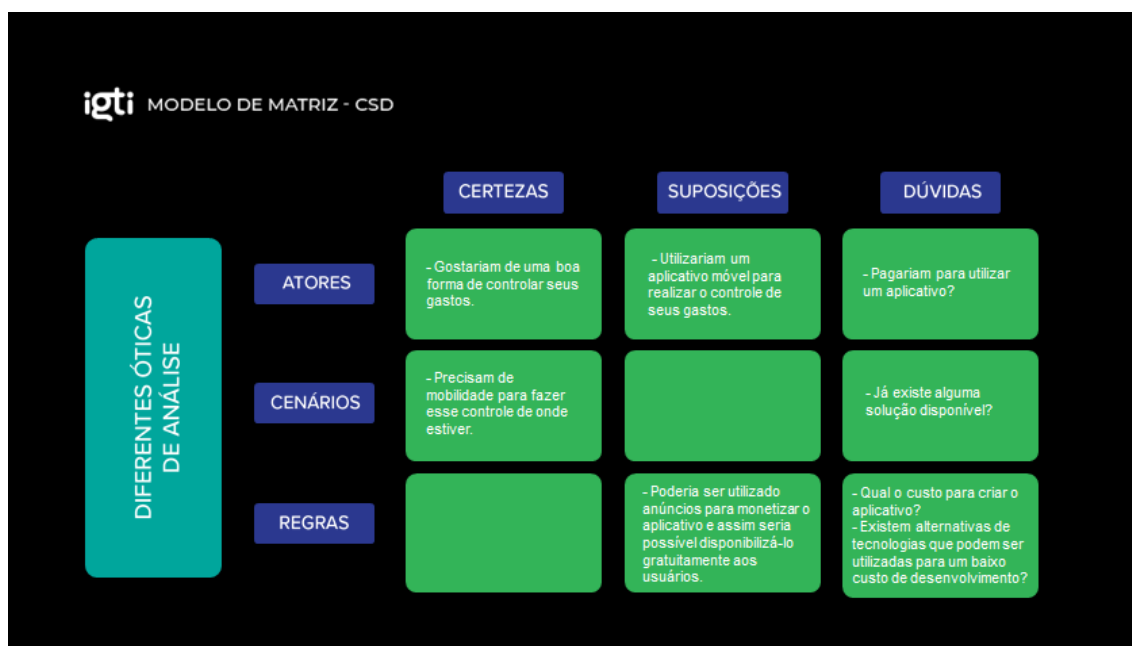 igti MODELO DE MATRIZ - CSD
CERTEZAS
SUPOSIÇÕES
DÚVIDAS
DIFERENTES ÓTICAS
DE ANÁLISE
ATORES
- Gostariam de uma boa
forma de controlar seus
gastos.
- Utilizariam um
aplicativo móvel para
realizar o controle de
seus gastos.
- Pagariam para utilizar
um aplicativo?
CENÁRIOS
- Precisam de
mobilidade para fazer
esse controle de onde
estiver.
- Já existe alguma
solução disponível?
REGRAS
- Poderia ser utilizado
anúncios para monetizar o
aplicativo e assim seria
possível disponibilizá-lo
gratuitamente aos
usuários.
- Qual o custo para criar o
aplicativo?
- Existem alternativas de
tecnologias que podem ser
utilizadas para um baixo
custo de desenvolvimento?